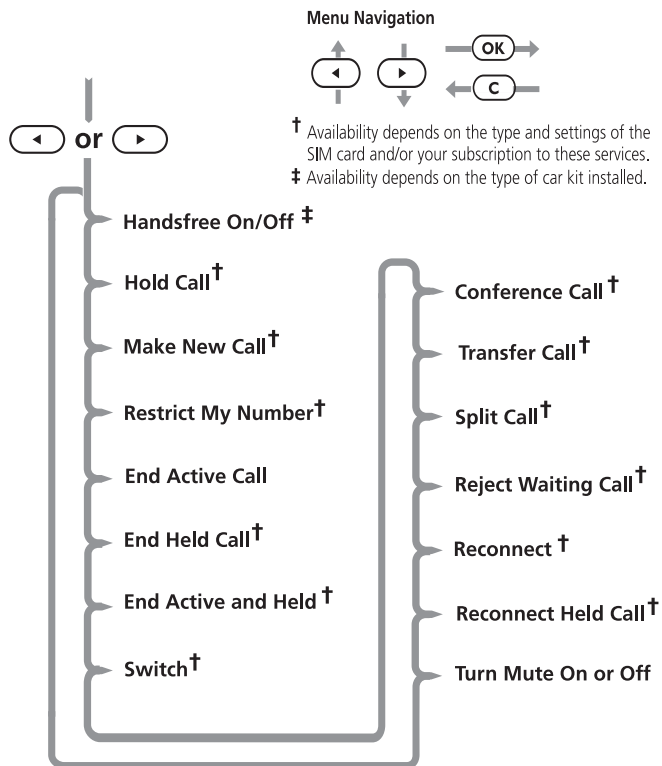 Menu Navigation
OK
C
† Availability depends on the type and settings of the
SIM card and/or your subscription to these services.
‡ Availability depends on the type of car kit installed.
or
Handsfree On/Off ‡
Hold Call†
Make New Call†
Restrict My Number†
End Active Call
End Held Call†
End Active and Held †
Switch†
Conference Call †
Transfer Call†
Split Call†
Reject Waiting Call†
Reconnect †
Reconnect Held Call†
Turn Mute On or Off